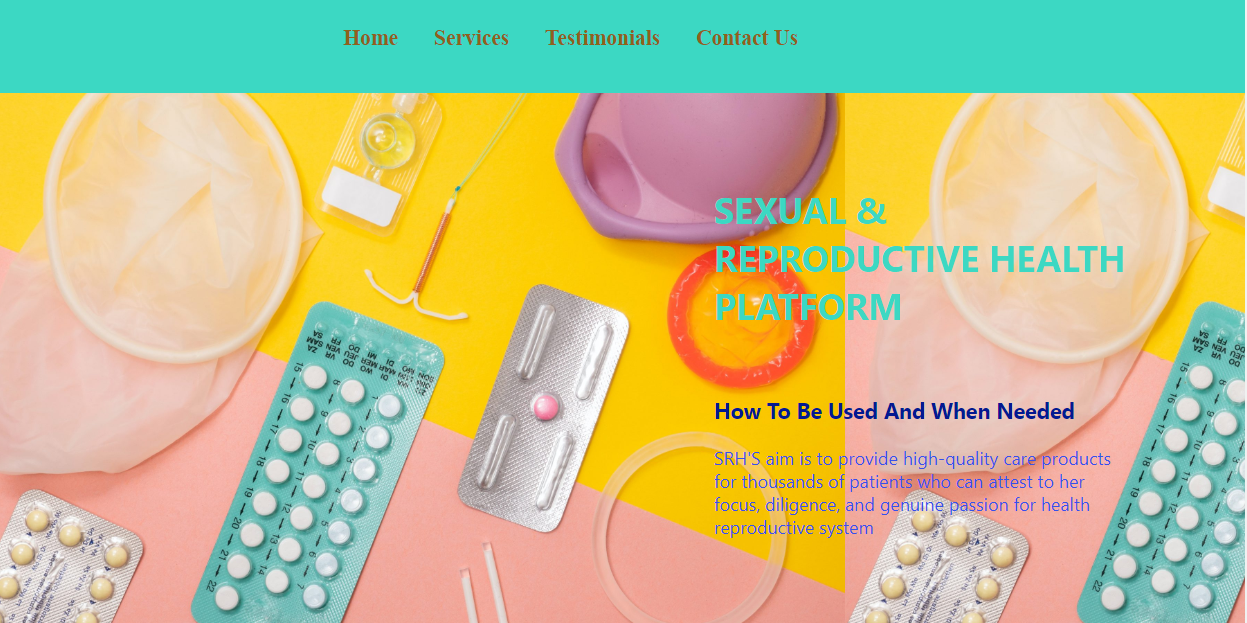 Home Services Testimonials Contact Us
SEXUAL &
REPRODUCTIVE HEALTH
PLATFORM
How To Be Used And When Needed
SRH'S aim is to provide high-quality care products
for thousands of patients who can attest to her
focus, diligence, and genuine passion for health
reproductive system